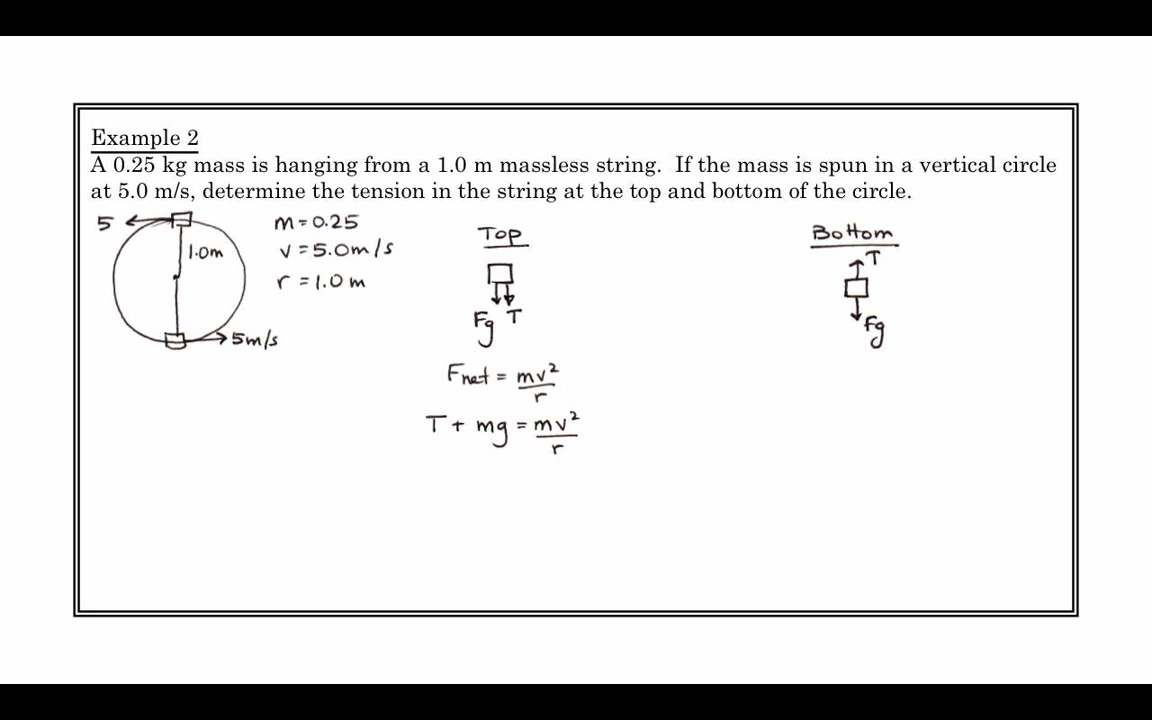 Example 2
A 0.25 kg mass is hanging from a 1.0 m massless string. If the mass is spun in a vertical circle
at 5.0 m/s, determine the tension in the string at the top and bottom of the circle.
5
1.0m
5m/s
m=0.25
v=5.0m/s
r=1.0m
Top
Fg T
Fnet = mv²/r
T + mg = mv²/r
Bottom
T
Fg